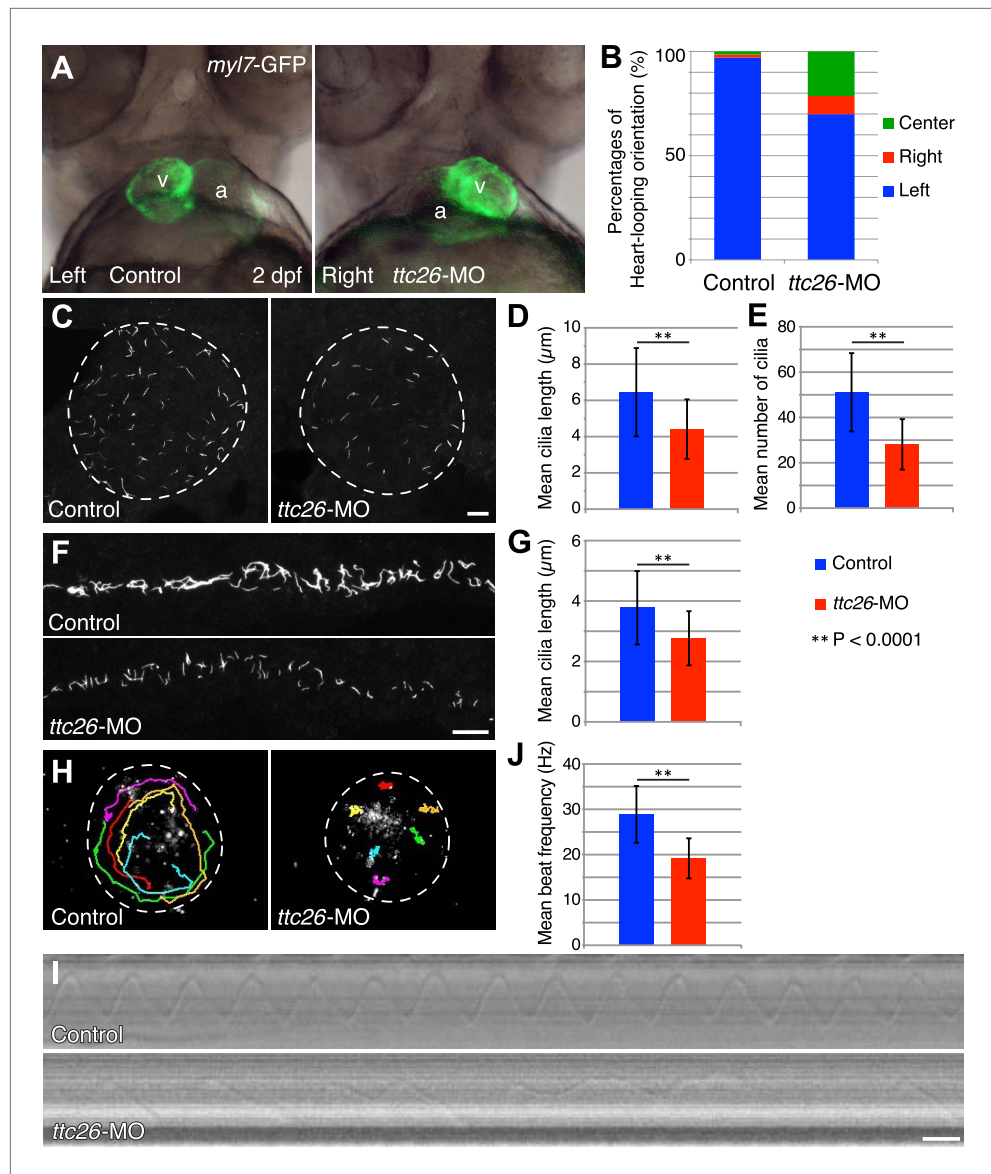 A
myl7-GFP
v
a
Left Control 2 dpf
v
a
Right ttc26-MO
B
Percentages of
Heart-looping orientation (%)
100
50
0
Control ttc26-MO
Center
Right
Left
C
Control
ttc26-MO
D
Mean cilia length (µm)
10
8
6
4
2
0
**
E
Mean number of cilia
80
60
40
20
0
**
F
Control
ttc26-MO
G
Mean cilia length (µm)
6
4
2
0
**
Control
ttc26-MO
** P < 0.0001
H
Control
ttc26-MO
J
Mean beat frequency (Hz)
40
30
20
10
0
**
I
Control
ttc26-MO